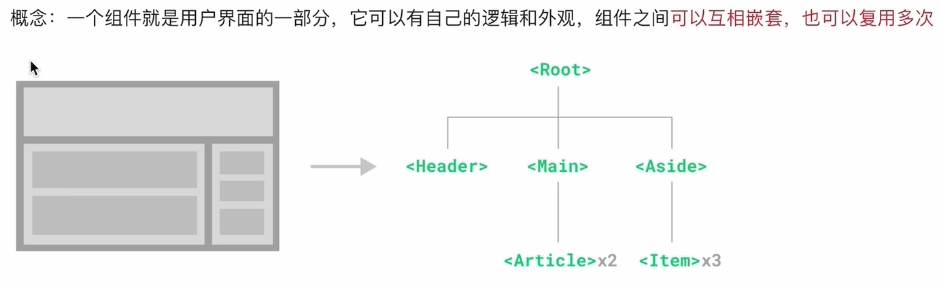 概念：一个组件就是用户界面的一部分，它可以有自己的逻辑和外观，组件之间可以互相嵌套，也可以复用多次
<Root>
<Header> <Main> <Aside>
<Article>x2 <Item>x3